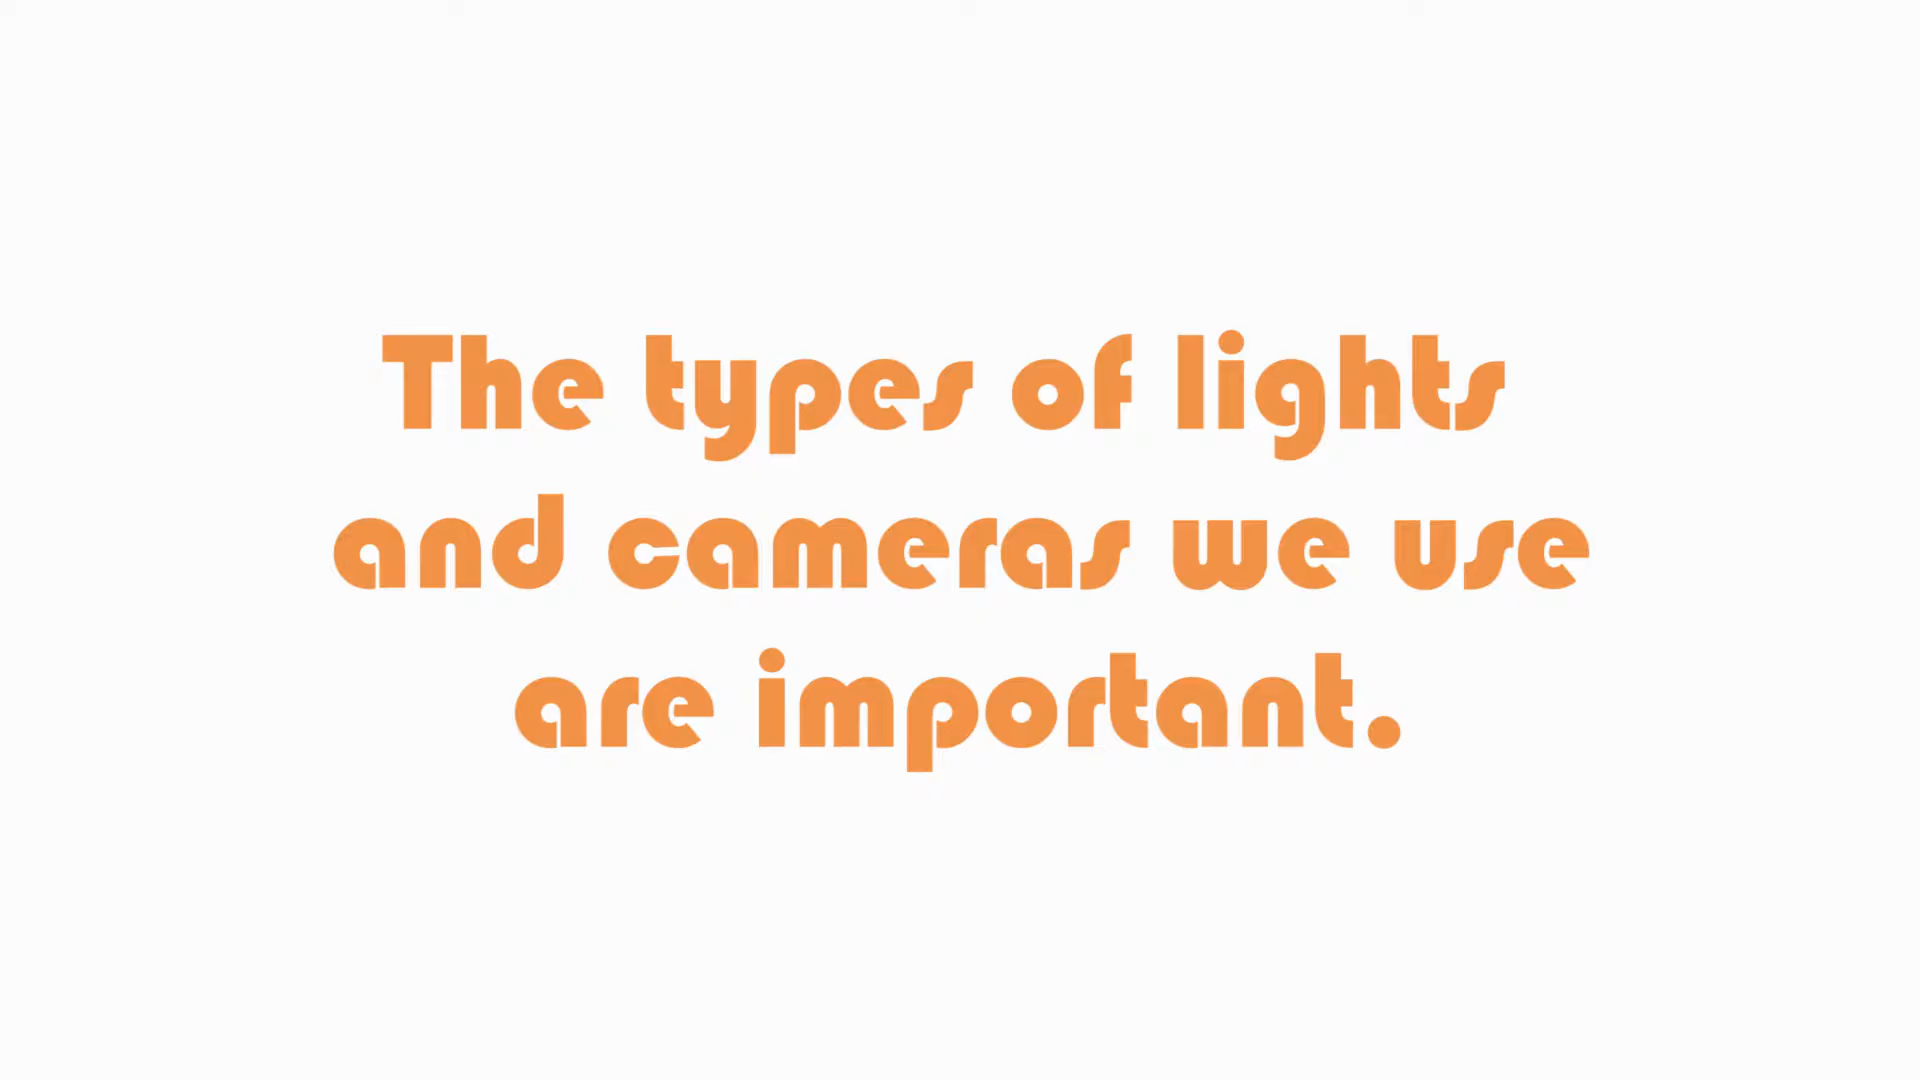 The types of lights
and cameras we use
are important.